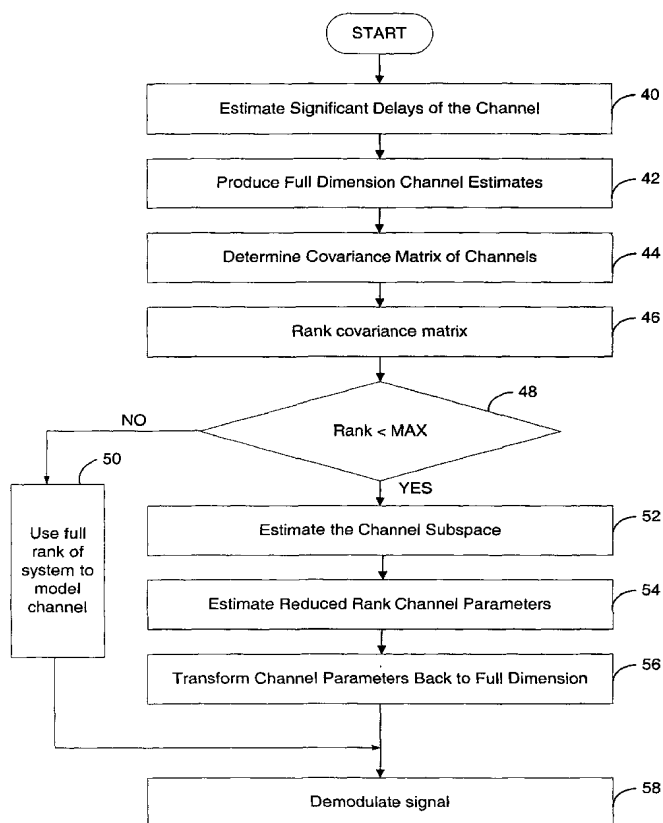 START
Estimate Significant Delays of the Channel
40
Produce Full Dimension Channel Estimates
42
Determine Covariance Matrix of Channels
44
Rank covariance matrix
46
48
Rank < MAX
NO
YES
50
Use full
rank of
system to
model
channel
Estimate the Channel Subspace
52
Estimate Reduced Rank Channel Parameters
54
Transform Channel Parameters Back to Full Dimension
56
Demodulate signal
58